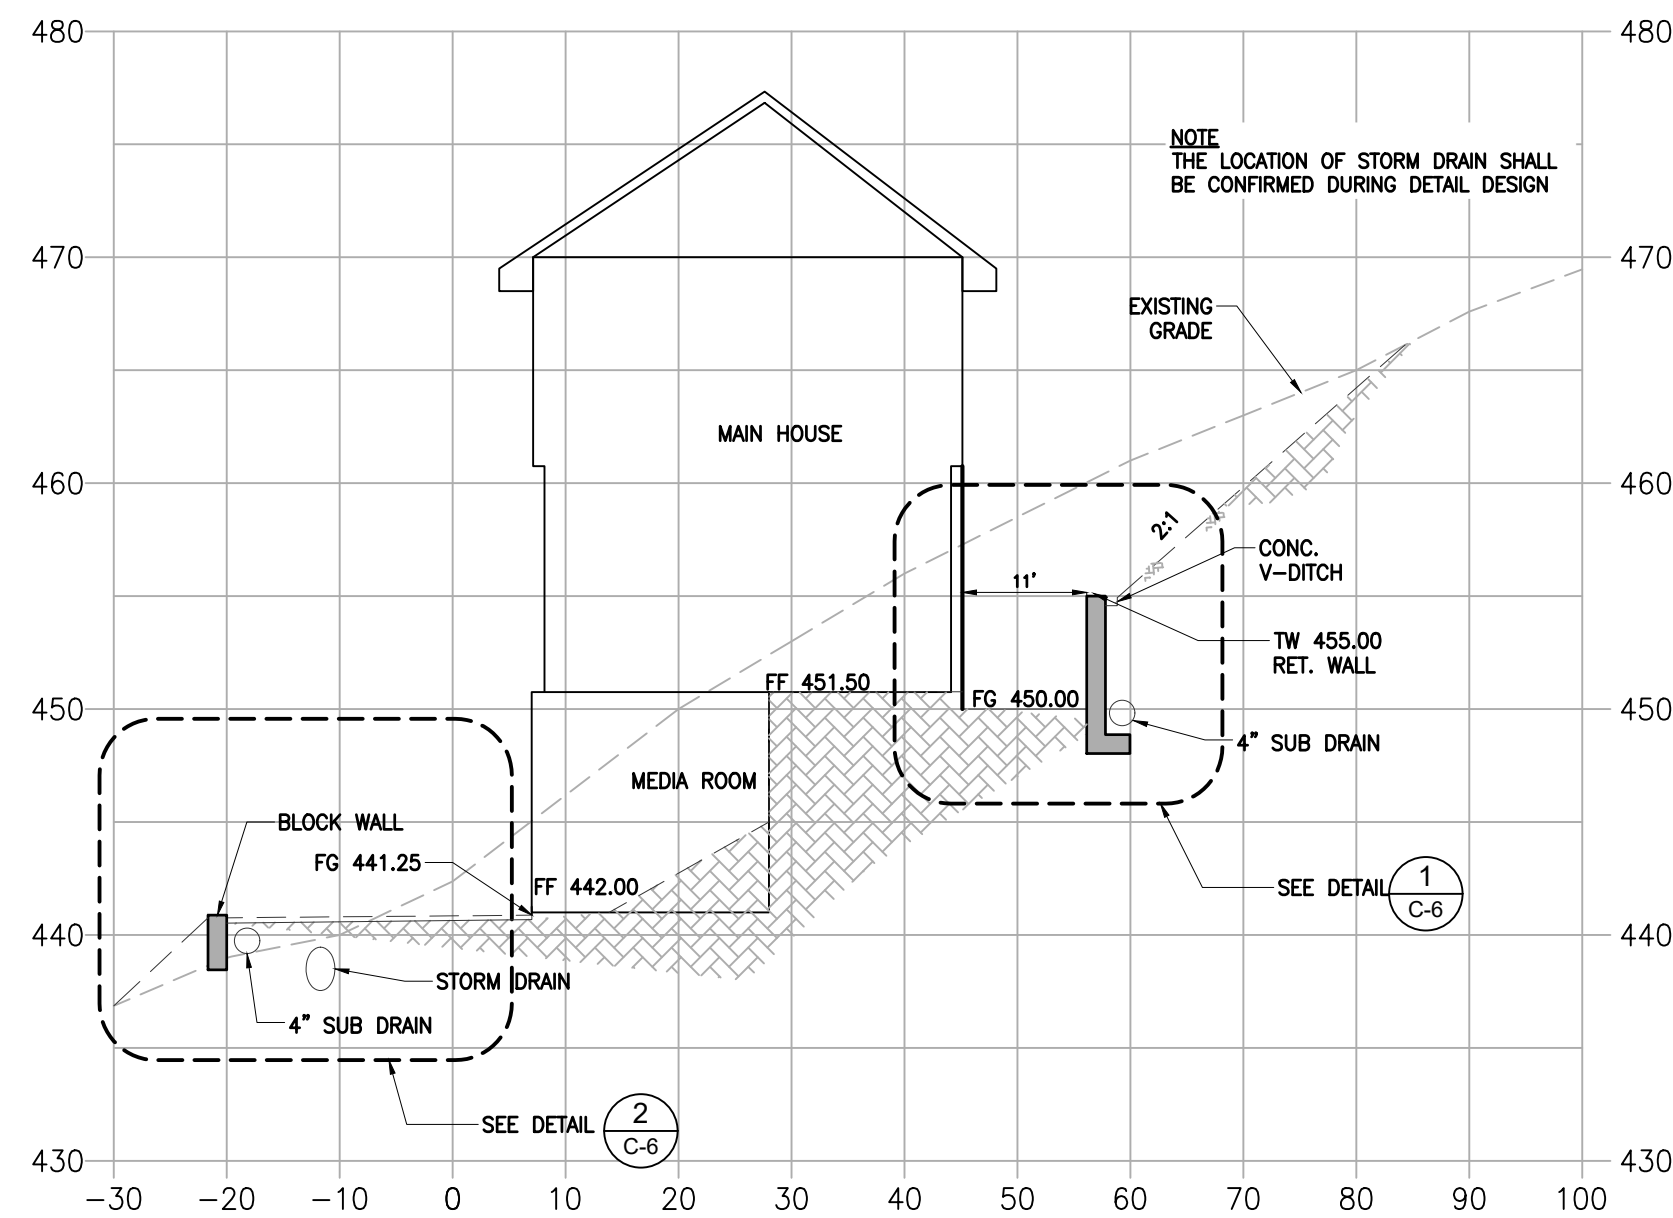 480
480
NOTE
THE LOCATION OF STORM DRAIN SHALL
BE CONFIRMED DURING DETAIL DESIGN
470
470
EXISTING
GRADE
MAIN HOUSE
460
460
2:1
CONC.
V-DITCH
11'
TW 455.00
RET. WALL
FF 451.50
FG 450.00
450
450
4" SUB DRAIN
MEDIA ROOM
BLOCK WALL
FG 441.25
FF 442.00
SEE DETAIL
1
C-6
440
440
STORM DRAIN
4" SUB DRAIN
SEE DETAIL
2
C-6
430
430
-30 -20 -10 0 10 20 30 40 50 60 70 80 90 100